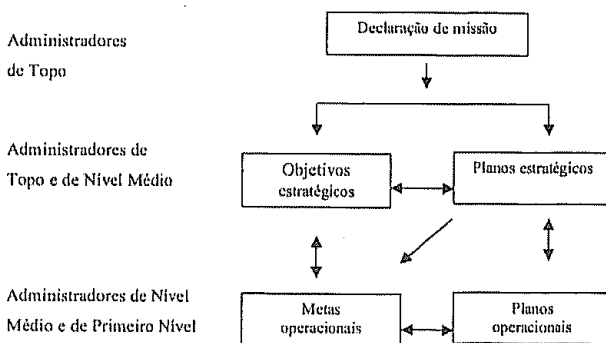 Declaração de missão
Administradores
de Topo
Administradores de
Topo e de Nível Médio
Objetivos
estratégicos
Planos estratégicos
Administradores de Nível
Médio e de Primeiro Nível
Metas
operacionais
Planos
operacionais